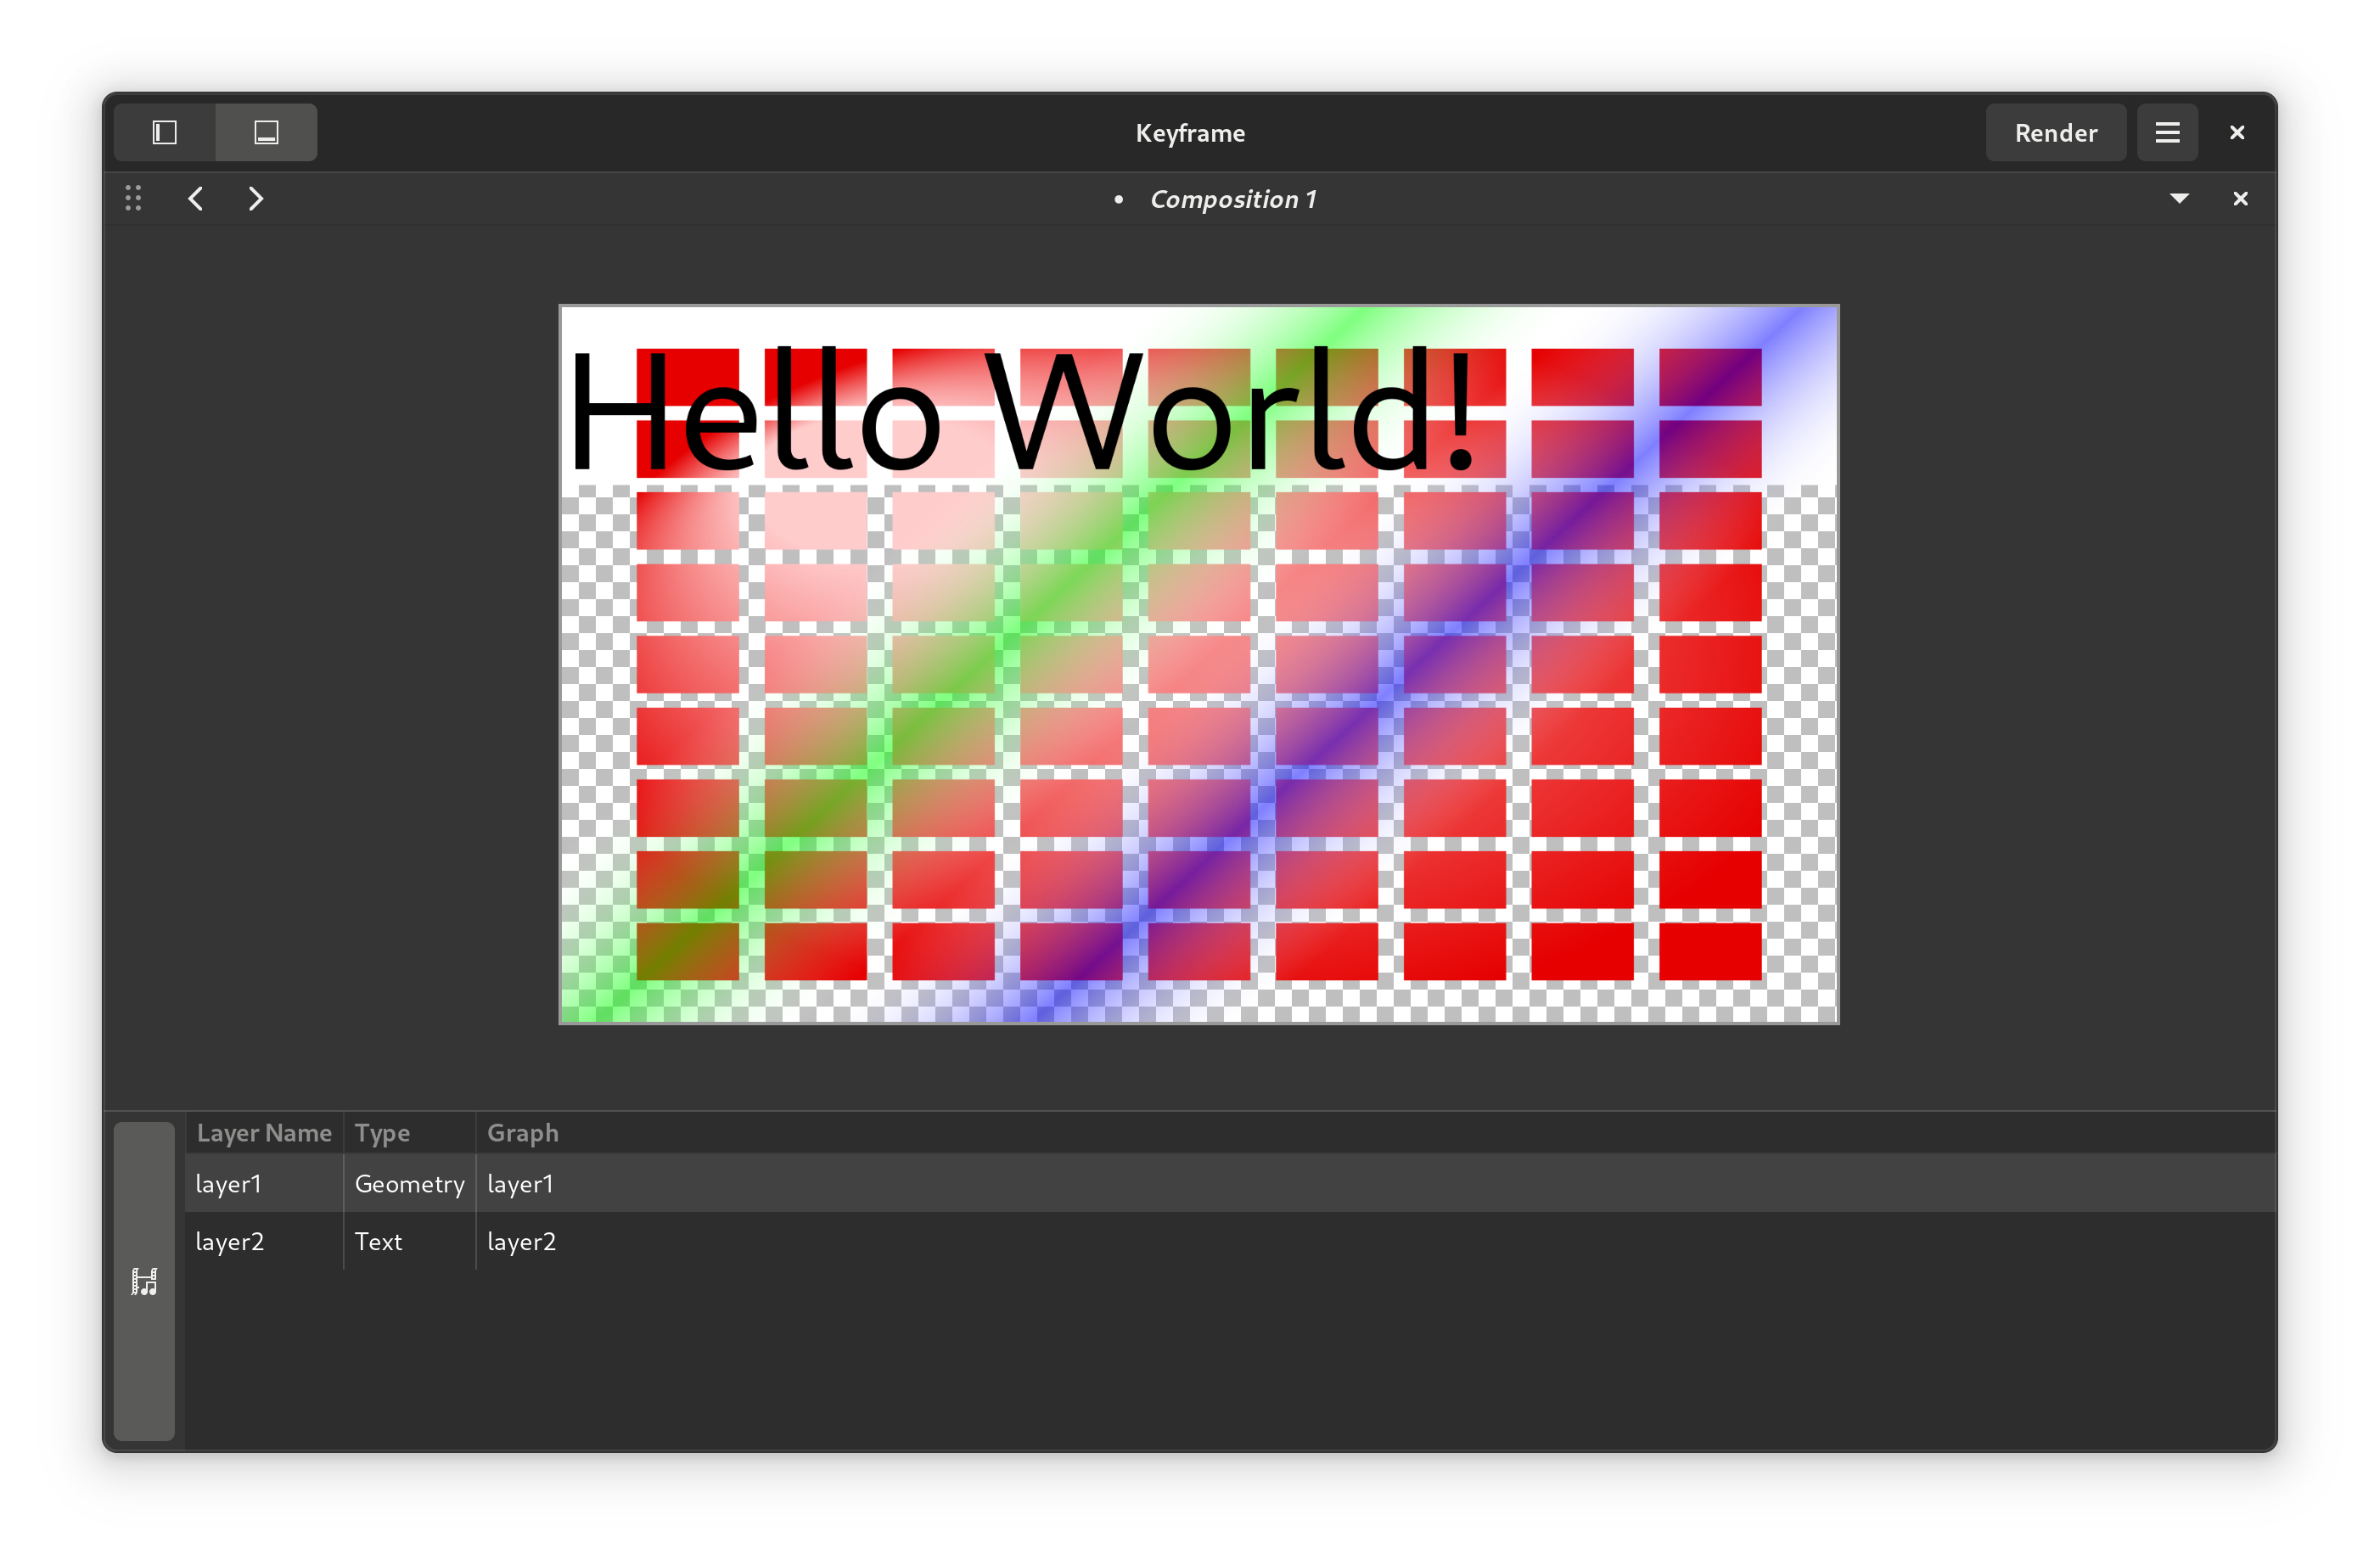 Keyframe
Render
• Composition 1
Hello World!
Layer Name Type Graph
layer1 Geometry layer1
layer2 Text layer2